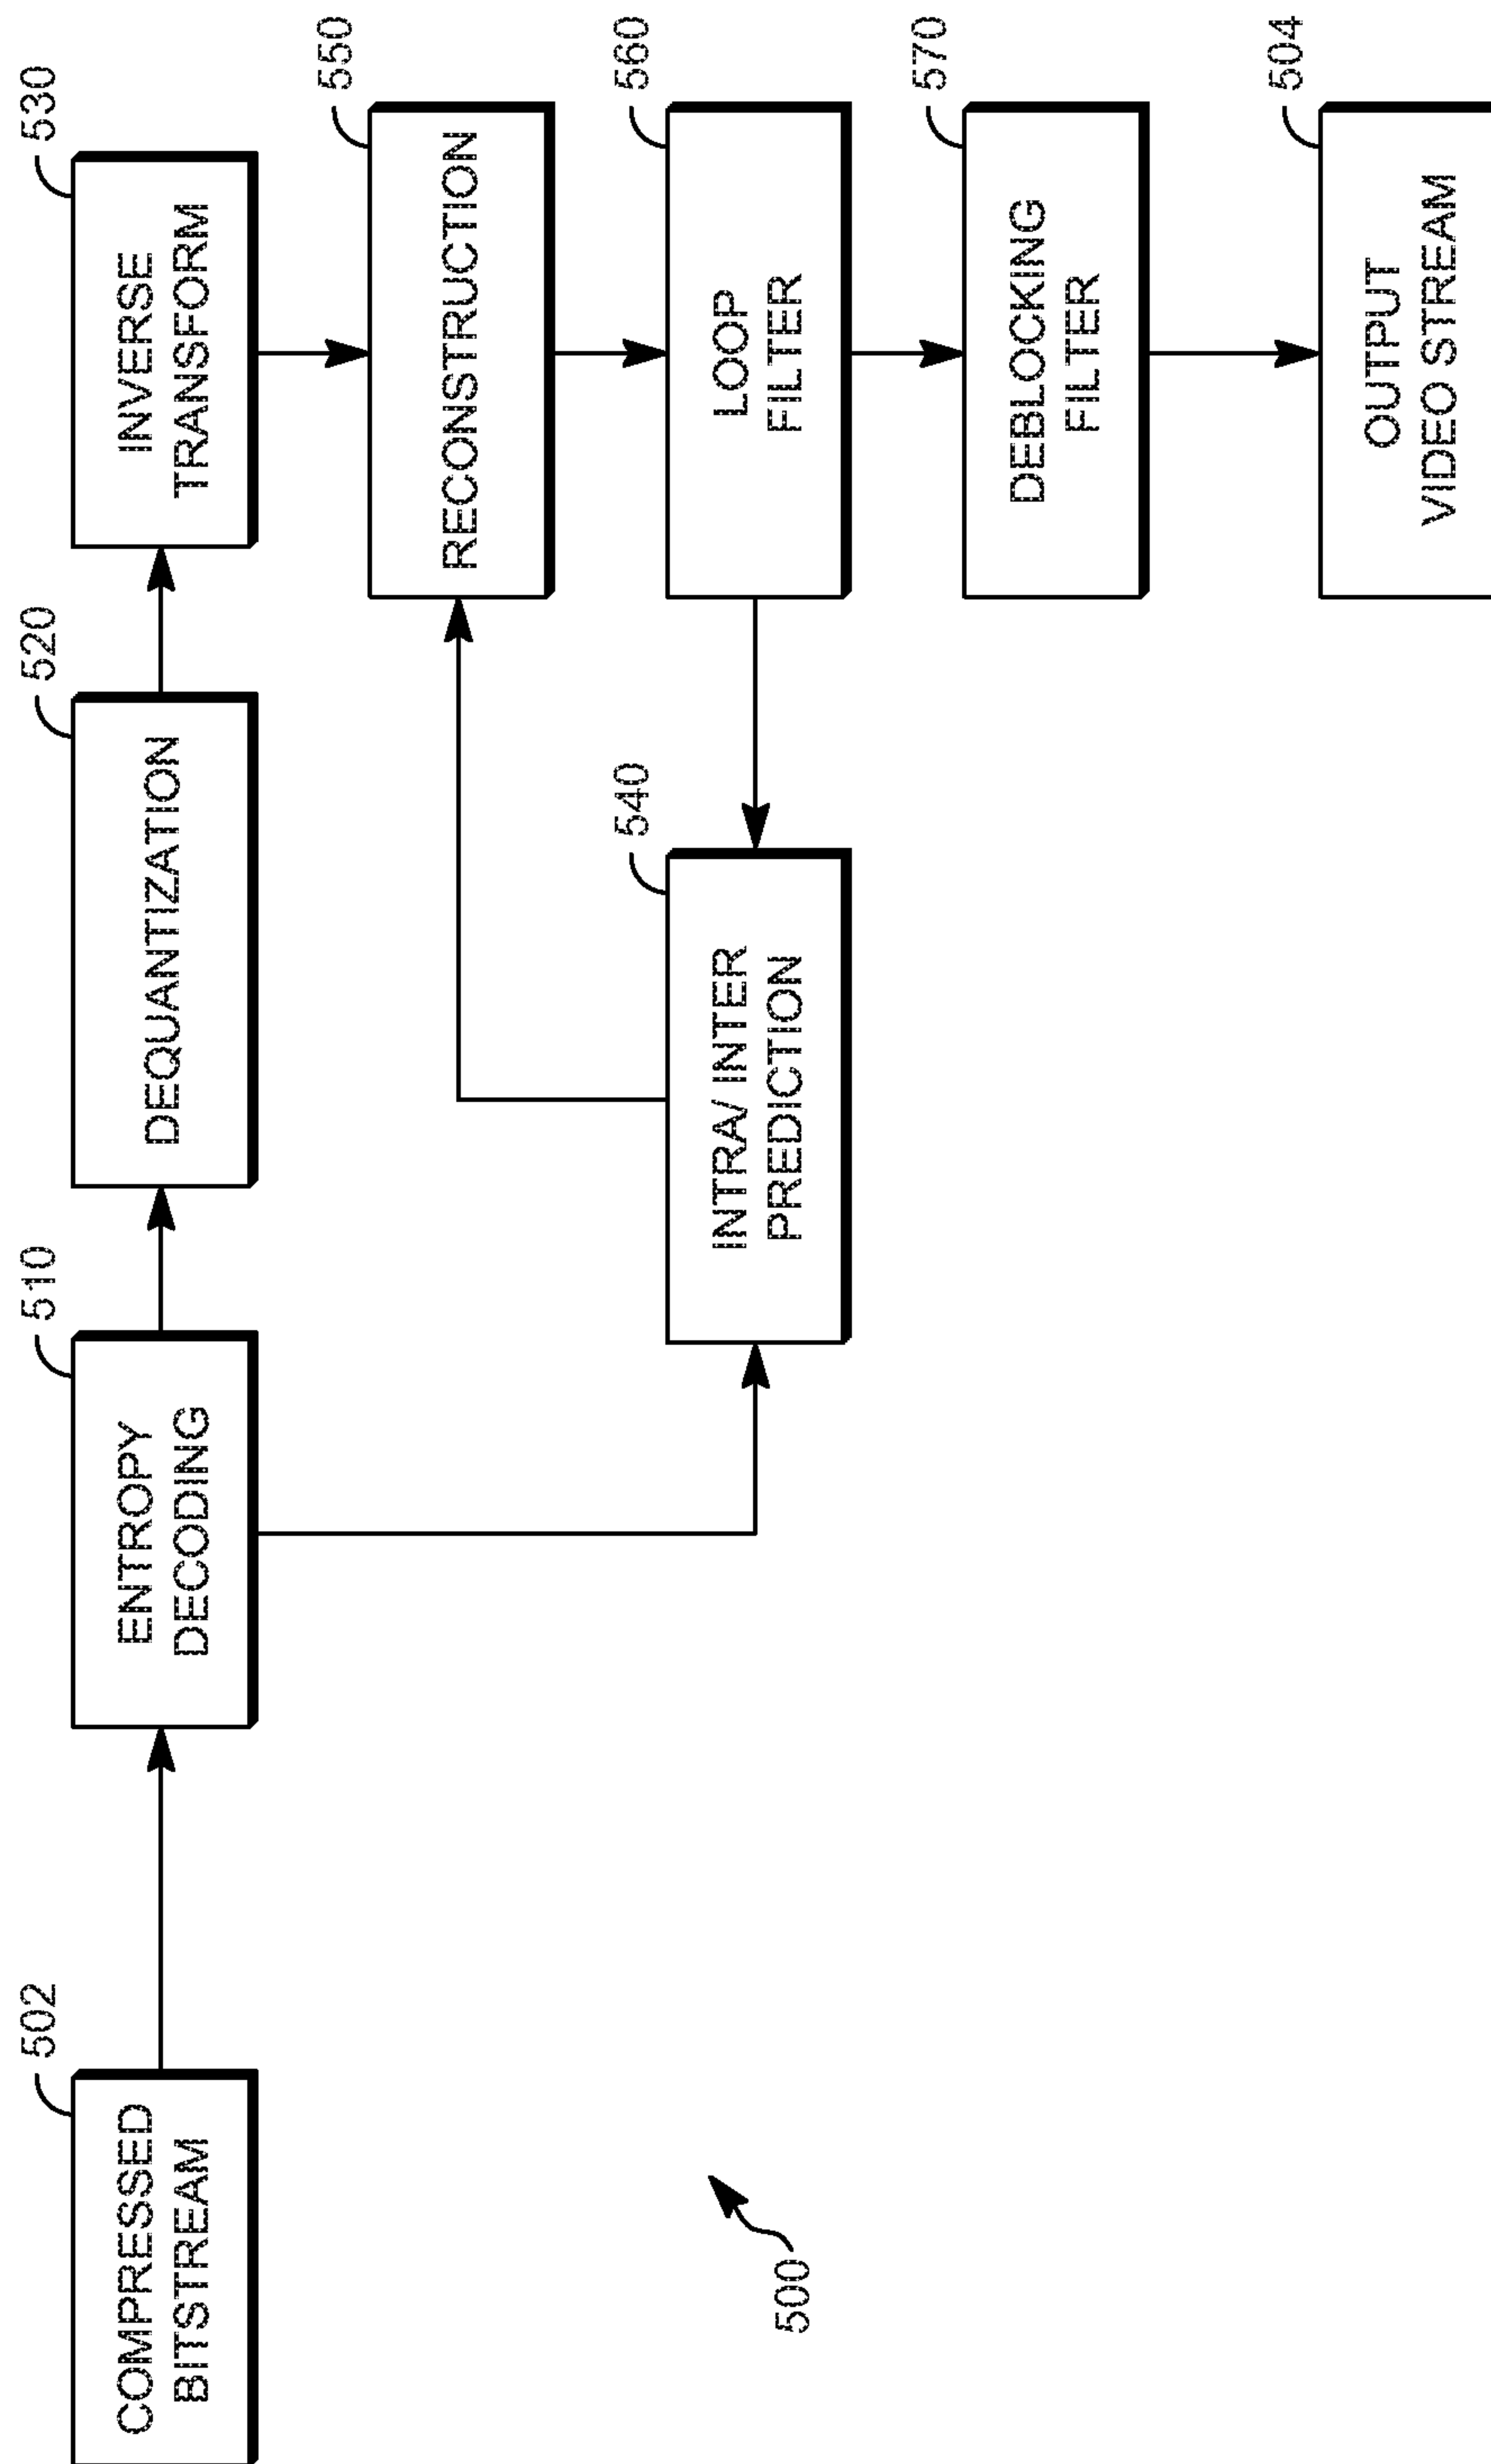 502
COMPRESSED
BITSTREAM
510
ENTROPY
DECODING
520
DEQUANTIZATION
530
INVERSE
TRANSFORM
540
INTRA/ INTER
PREDICTION
550
RECONSTRUCTION
560
LOOP
FILTER
570
DEBLOCKING
FILTER
504
OUTPUT
VIDEO STREAM
500